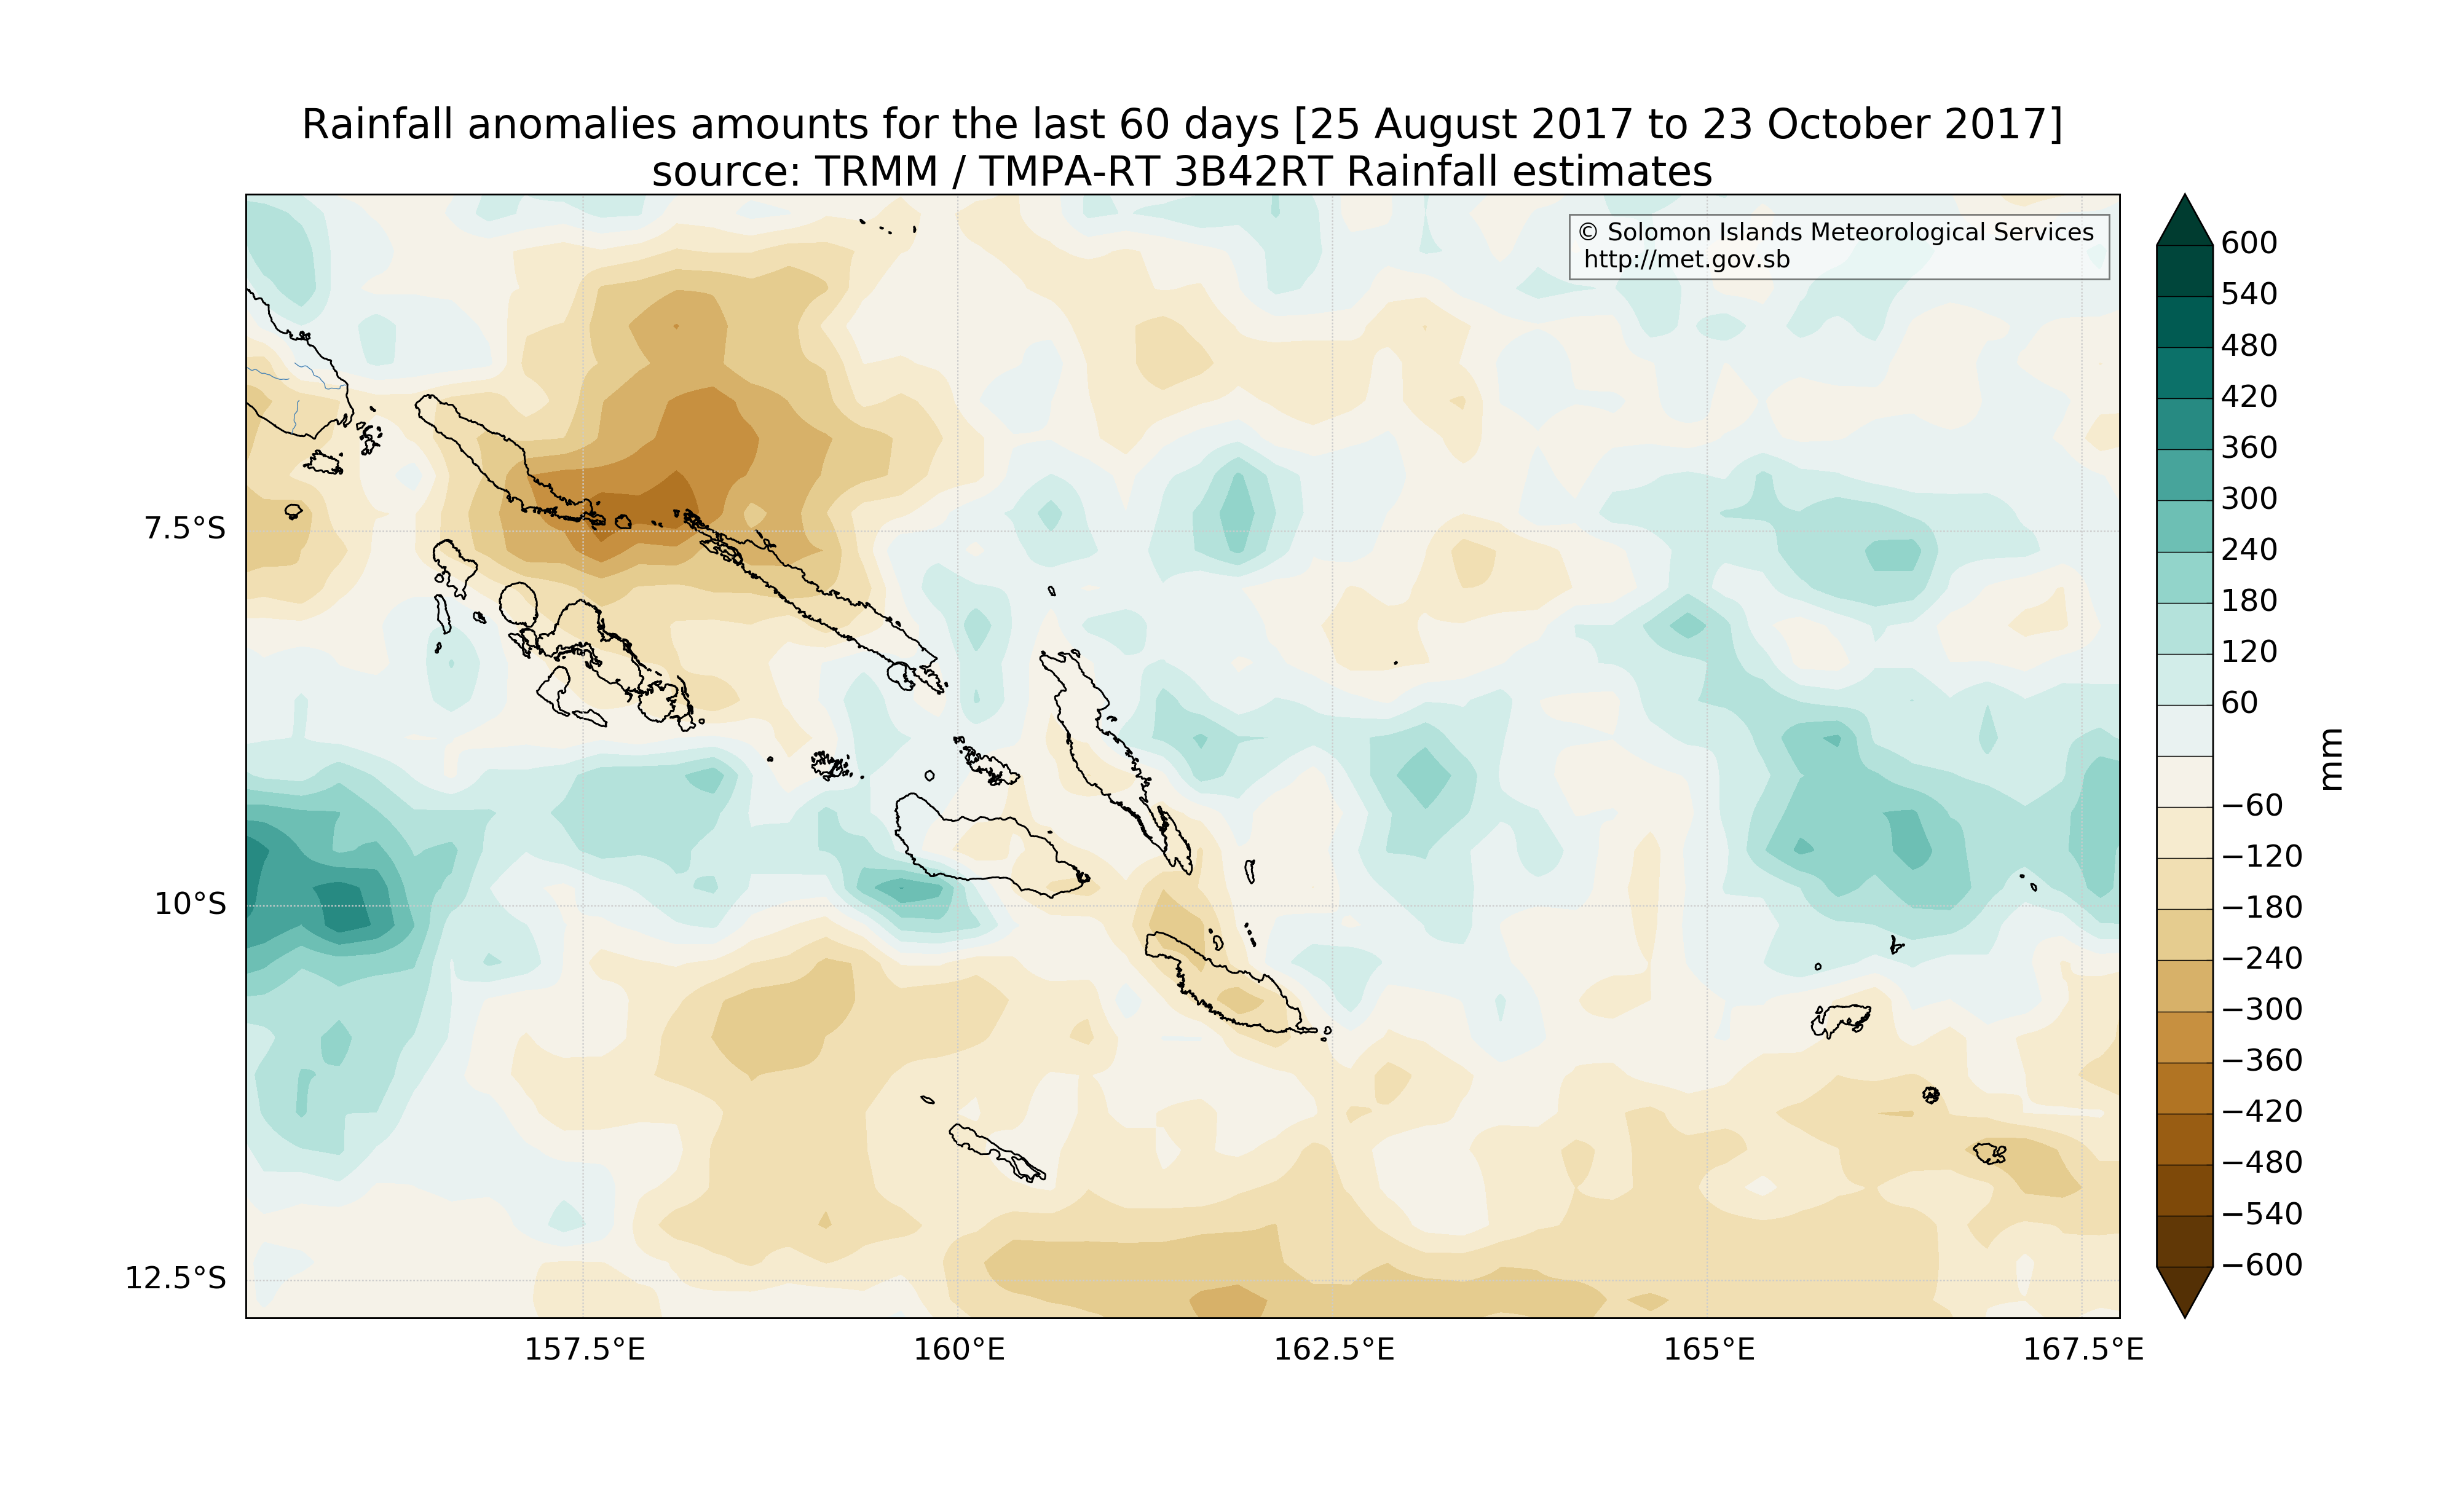 Rainfall anomalies amounts for the last 60 days [25 August 2017 to 23 October 2017]
source: TRMM / TMPA-RT 3B42RT Rainfall estimates
© Solomon Islands Meteorological Services
http://met.gov.sb
7.5°S
10°S
12.5°S
157.5°E
160°E
162.5°E
165°E
167.5°E
600
540
480
420
360
300
240
180
120
60
−60
−120
−180
−240
−300
−360
−420
−480
−540
−600
mm